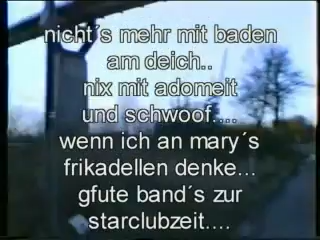 nicht´s mehr mit baden
am deich..
nix mit adomeit
und schwoof....
wenn ich an mary´s
frikadellen denke...
gfute band´s zur
starclubzeit....